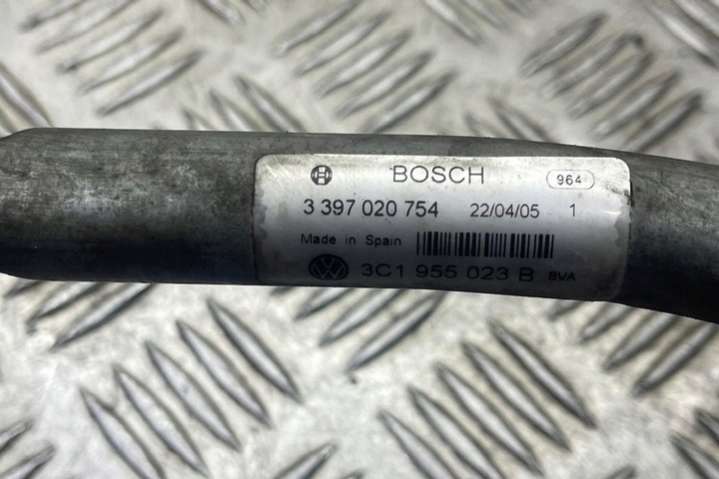 BOSCH 964
3 397 020 754 22/04/05 1
Made in Spain
3C1 955 023 B BVA